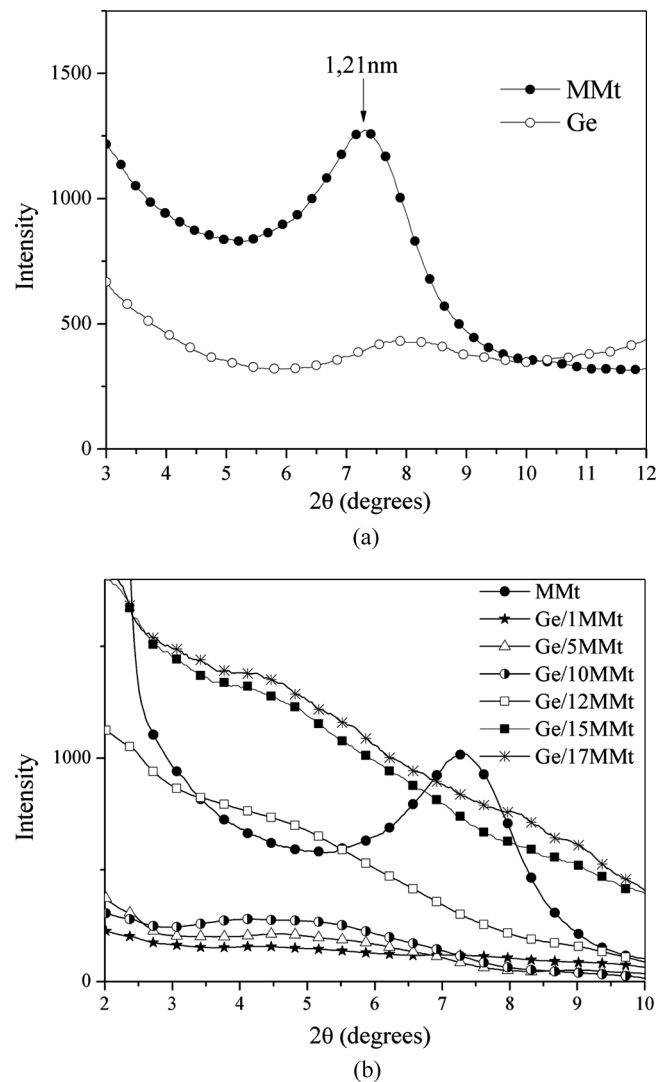 1500
1000
500
0
Intensity
1,21nm
MMt
Ge
3 4 5 6 7 8 9 10 11 12
2θ (degrees)
(a)
1000
0
Intensity
MMt
Ge/1MMt
Ge/5MMt
Ge/10MMt
Ge/12MMt
Ge/15MMt
Ge/17MMt
2 3 4 5 6 7 8 9 10
2θ (degrees)
(b)